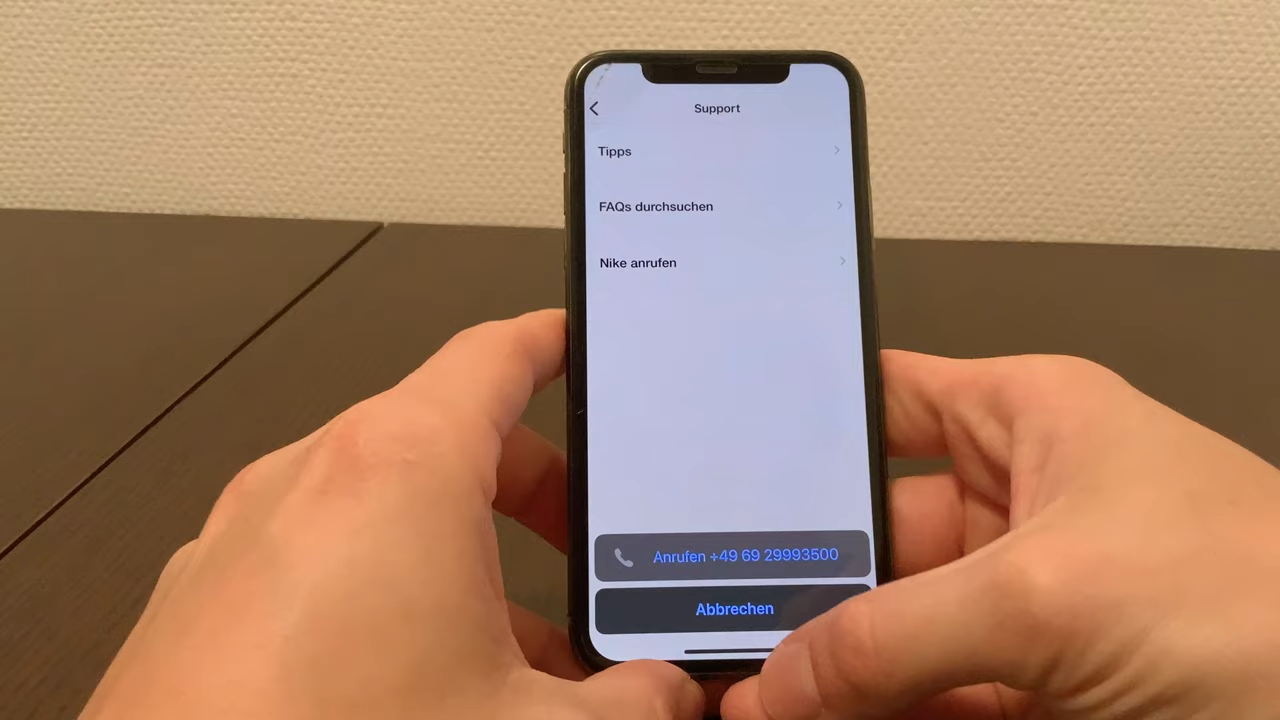 Support
Tipps
FAQs durchsuchen
Nike anrufen
Anrufen +49 69 29993500
Abbrechen